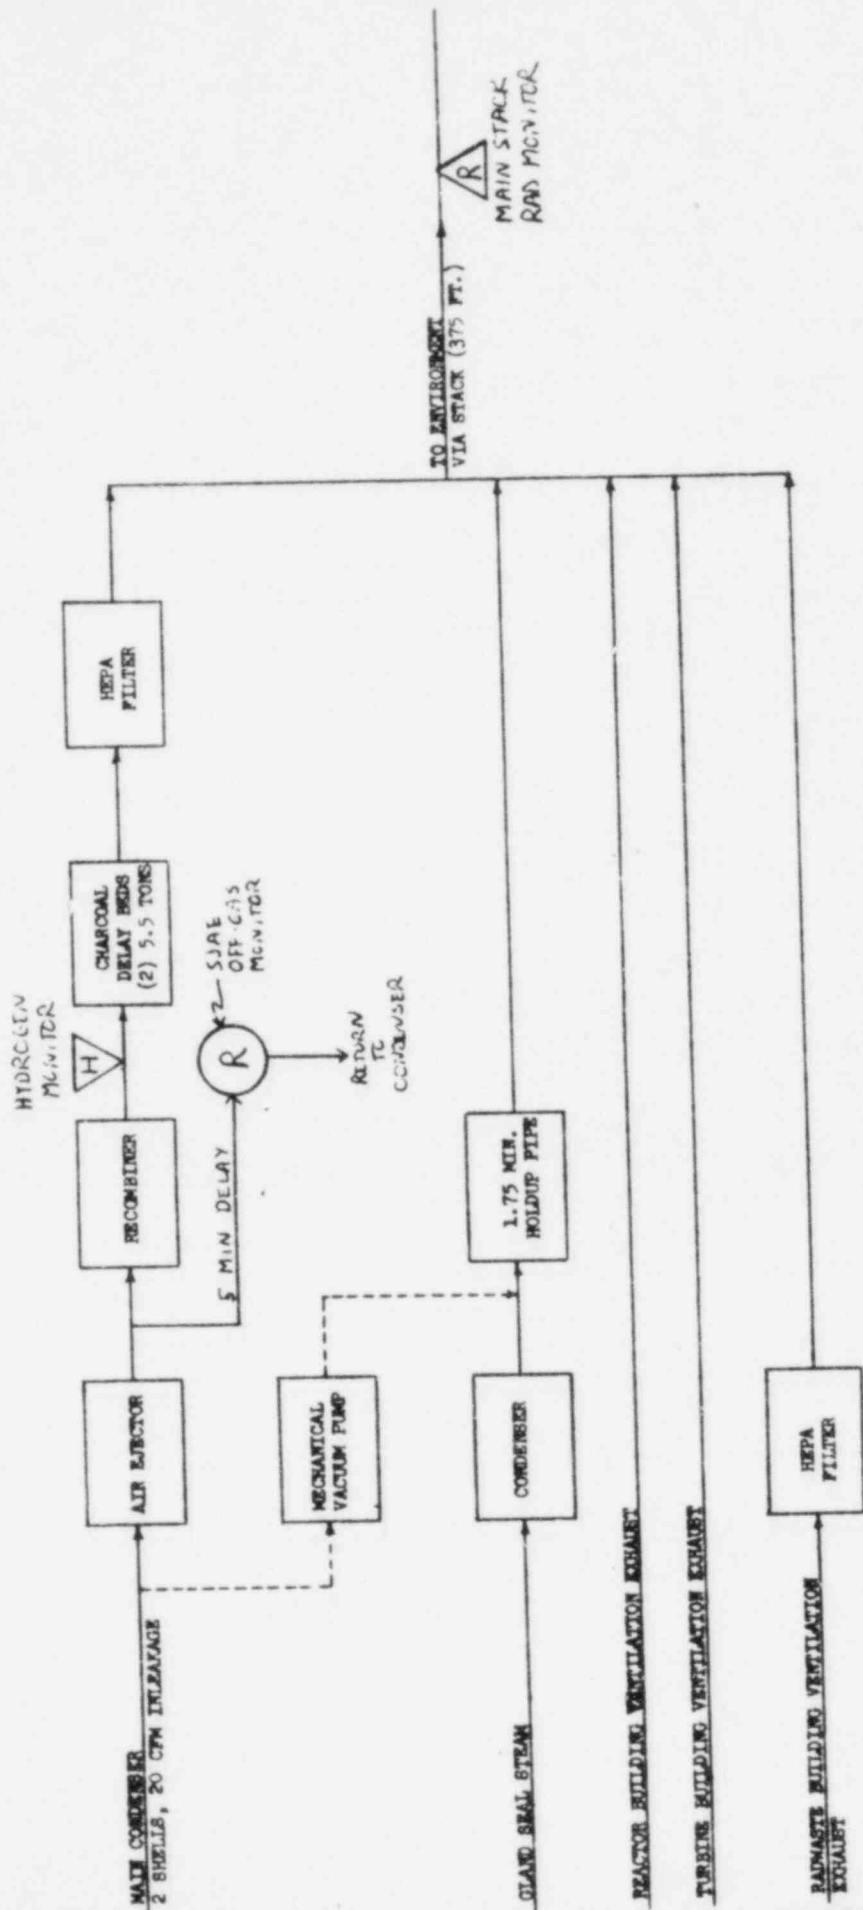 MAIN CONDENSER
2 SHELLS, 20 CFM INLEAKAGE
AIR EJECTOR
RECOMBINER
HYDROGEN
MONITOR
H
CHARCOAL
DELAY BEDS
(2) 5.5 TONS
HEPA
FILTER
5 MIN DELAY
R
SJAE
OFF-GAS
MONITOR
RETURN
TO
CONDENSER
MECHANICAL
VACUUM PUMP
GLAND SEAL STEAM
CONDENSER
1.75 MIN.
HOLDUP PIPE
TO ENVIRONMENT
VIA STACK (375 FT.)
R
MAIN STACK
RAD MONITOR
REACTOR BUILDING VENTILATION EXHAUST
TURBINE BUILDING VENTILATION EXHAUST
RADWASTE BUILDING VENTILATION
EXHAUST
HEPA
FILTER